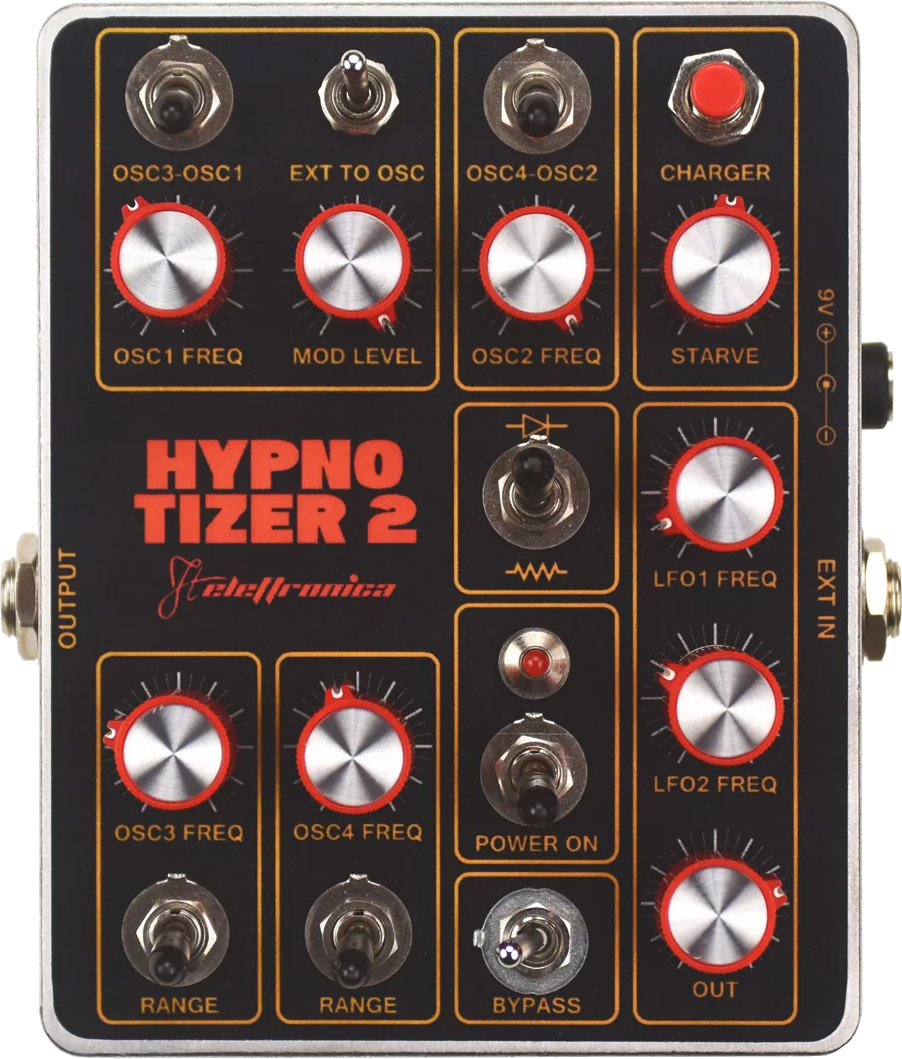 OSC3-OSC1
EXT TO OSC
OSC4-OSC2
CHARGER
OSC1 FREQ
MOD LEVEL
OSC2 FREQ
STARVE
9V + -
HYPNO
TIZER 2
Jt elettronica
LFO1 FREQ
OUTPUT
EXT IN
LFO2 FREQ
OSC3 FREQ
OSC4 FREQ
POWER ON
RANGE
RANGE
BYPASS
OUT